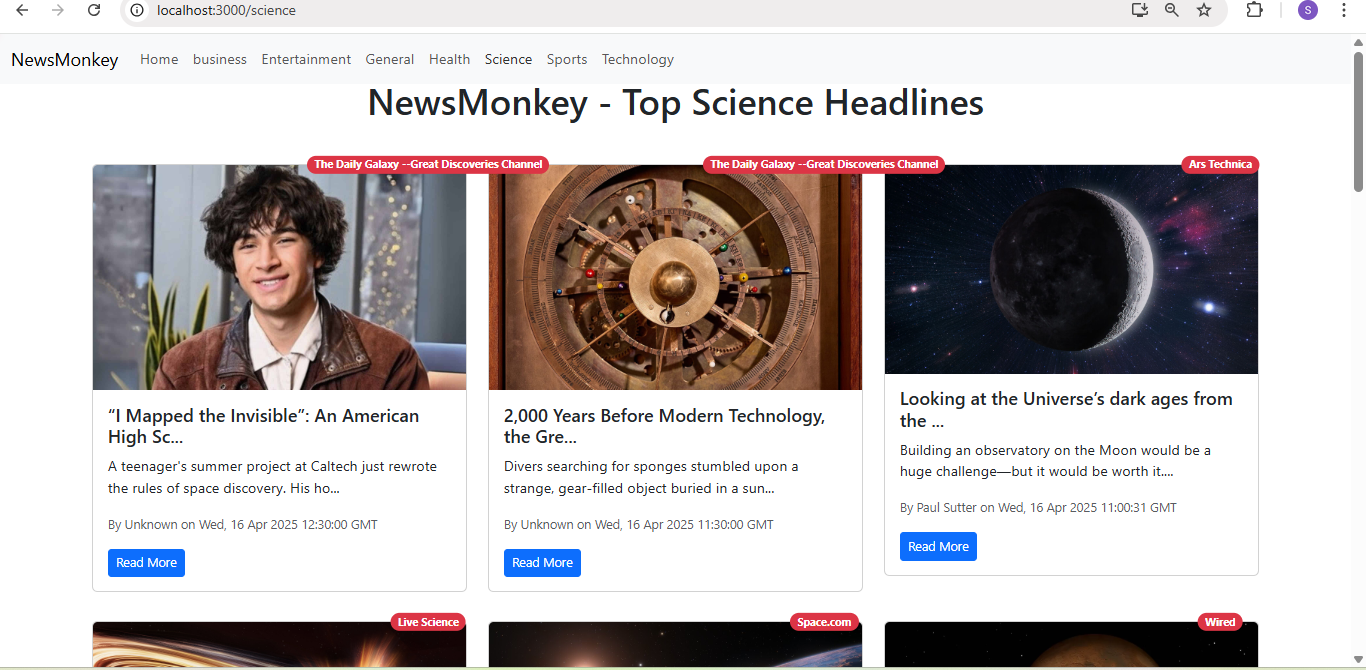 localhost:3000/science
S
NewsMonkey Home business Entertainment General Health Science Sports Technology
NewsMonkey - Top Science Headlines
The Daily Galaxy --Great Discoveries Channel
“I Mapped the Invisible”: An American
High Sc...
A teenager's summer project at Caltech just rewrote
the rules of space discovery. His ho...
By Unknown on Wed, 16 Apr 2025 12:30:00 GMT
Read More
The Daily Galaxy --Great Discoveries Channel
2,000 Years Before Modern Technology,
the Gre...
Divers searching for sponges stumbled upon a
strange, gear-filled object buried in a sun...
By Unknown on Wed, 16 Apr 2025 11:30:00 GMT
Read More
Ars Technica
Looking at the Universe’s dark ages from
the ...
Building an observatory on the Moon would be a
huge challenge—but it would be worth it....
By Paul Sutter on Wed, 16 Apr 2025 11:00:31 GMT
Read More
Live Science
Space.com
Wired